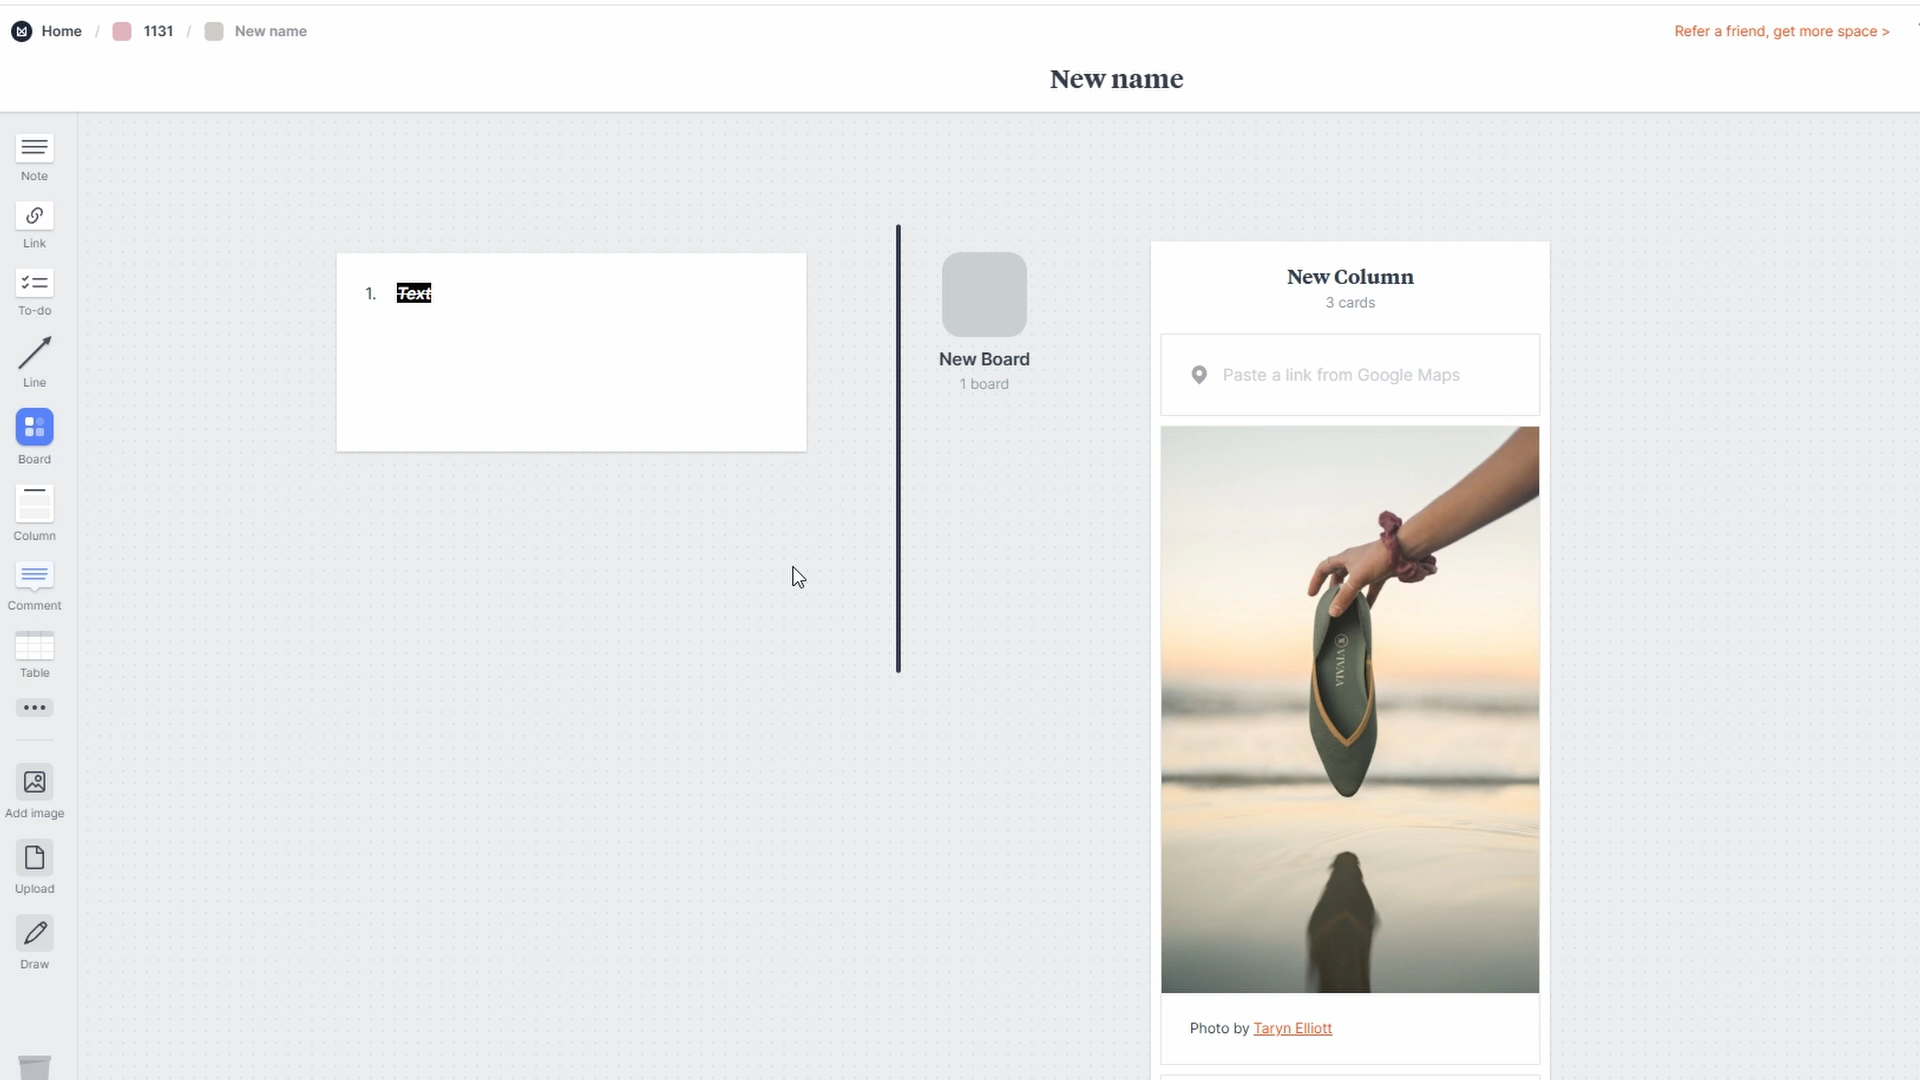 Home / 1131 / New name
Refer a friend, get more space >
New name
Note
Link
To-do
Line
Board
Column
Comment
Table
Add image
Upload
Draw
1. Text
New Board
1 board
New Column
3 cards
Paste a link from Google Maps
VIVAIA
Photo by Taryn Elliott